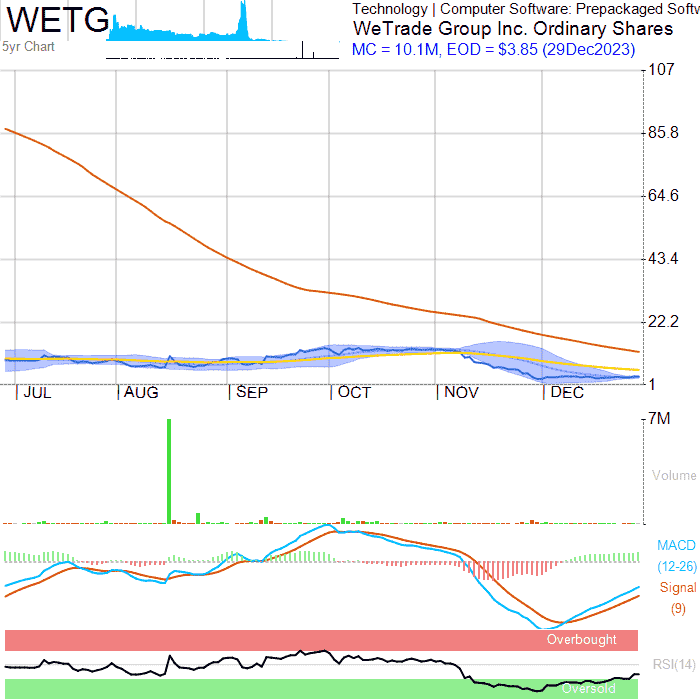 WETG
Technology | Computer Software: Prepackaged Softw
WeTrade Group Inc. Ordinary Shares
5yr Chart
MC = 10.1M, EOD = $3.85 (29Dec2023)
107
85.8
64.6
43.4
22.2
1
JUL AUG SEP OCT NOV DEC
7M
Volume
MACD
(12-26)
Signal
(9)
Overbought
RSI(14)
Oversold